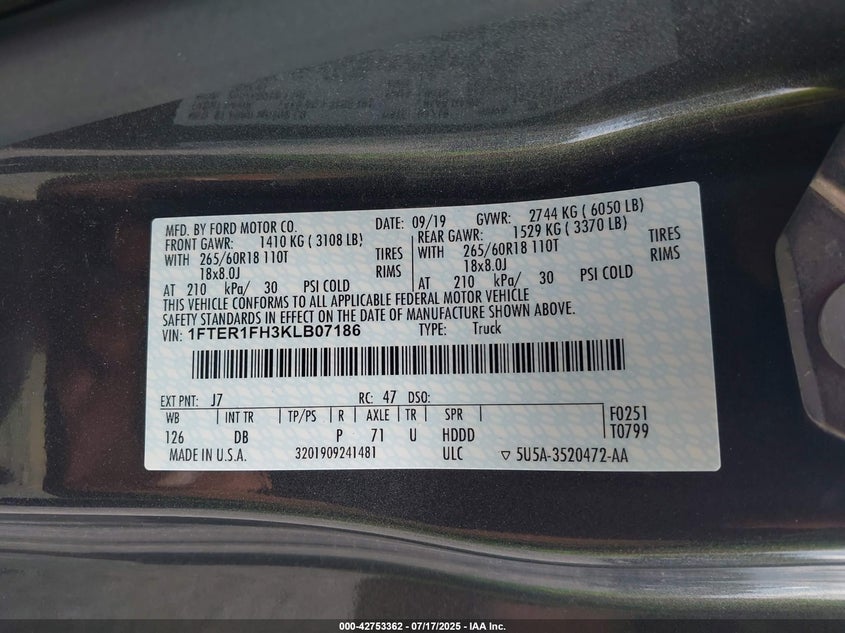 MFD. BY FORD MOTOR CO. DATE: 09/19 GVWR: 2744 KG ( 6050 LB)
FRONT GAWR: 1410 KG ( 3108 LB) REAR GAWR: 1529 KG ( 3370 LB)
WITH 265/60R18 110T TIRES WITH 265/60R18 110T TIRES
18x8.0J RIMS 18x8.0J RIMS
AT 210 kPa/ 30 PSI COLD AT 210 kPa/ 30 PSI COLD
THIS VEHICLE CONFORMS TO ALL APPLICABLE FEDERAL MOTOR VEHICLE
SAFETY STANDARDS IN EFFECT ON THE DATE OF MANUFACTURE SHOWN ABOVE.
VIN: 1FTER1FH3KLB07186 TYPE: Truck
EXT PNT: J7 RC: 47 DSO:
WB INT TR TP/PS R AXLE TR SPR F0251
126 DB P 71 U HDDD T0799
MADE IN U.S.A. 3201909241481 ULC ▽ 5U5A-3520472-AA
000-42753362 / 07/17/2025 - IAA Inc.